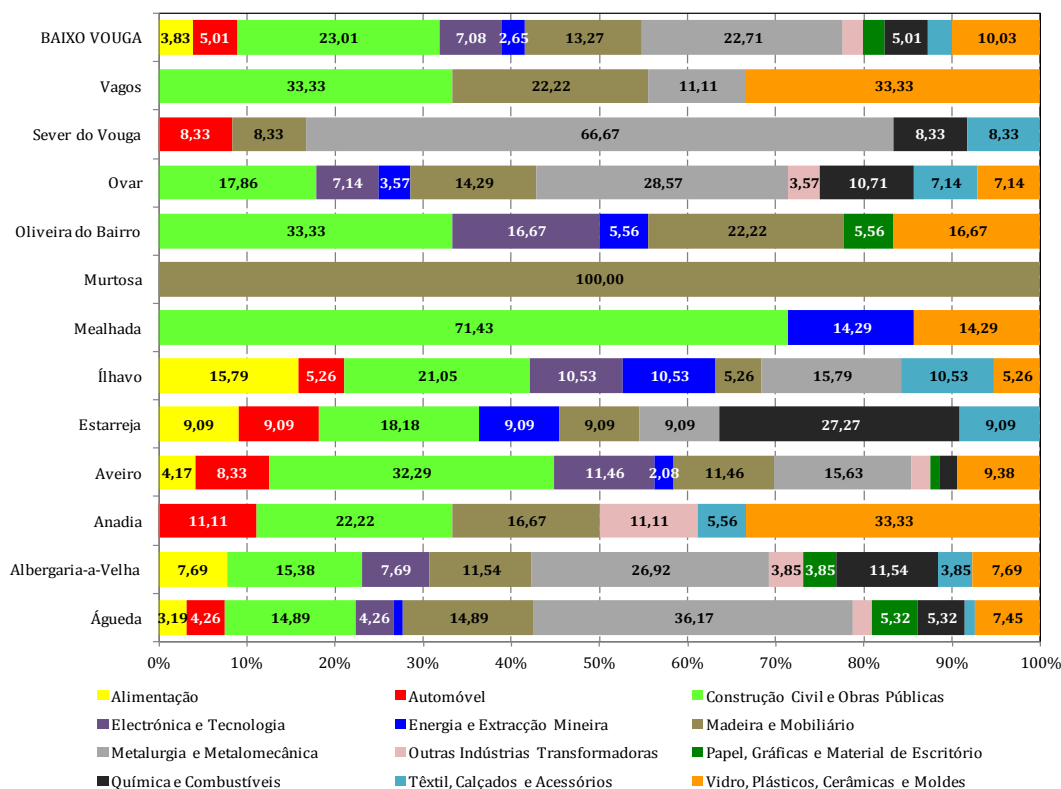 BAIXO VOUGA 3,83 5,01 23,01 7,08 2,65 13,27 22,71 5,01 10,03
Vagos 33,33 22,22 11,11 33,33
Sever do Vouga 8,33 8,33 66,67 8,33 8,33
Ovar 17,86 7,14 3,57 14,29 28,57 3,57 10,71 7,14 7,14
Oliveira do Bairro 33,33 16,67 5,56 22,22 5,56 16,67
Murtosa 100,00
Mealhada 71,43 14,29 14,29
Ílhavo 15,79 5,26 21,05 10,53 10,53 5,26 15,79 10,53 5,26
Estarreja 9,09 9,09 18,18 9,09 9,09 9,09 27,27 9,09
Aveiro 4,17 8,33 32,29 11,46 2,08 11,46 15,63 9,38
Anadia 11,11 22,22 16,67 11,11 5,56 33,33
Albergaria-a-Velha 7,69 15,38 7,69 11,54 26,92 3,85 3,85 11,54 3,85 7,69
Águeda 3,19 4,26 14,89 4,26 14,89 36,17 5,32 5,32 7,45
0% 10% 20% 30% 40% 50% 60% 70% 80% 90% 100%
Alimentação Automóvel Construção Civil e Obras Públicas
Electrónica e Tecnologia Energia e Extracção Mineira Madeira e Mobiliário
Metalurgia e Metalomecânica Outras Indústrias Transformadoras Papel, Gráficas e Material de Escritório
Química e Combustíveis Têxtil, Calçados e Acessórios Vidro, Plásticos, Cerâmicas e Moldes